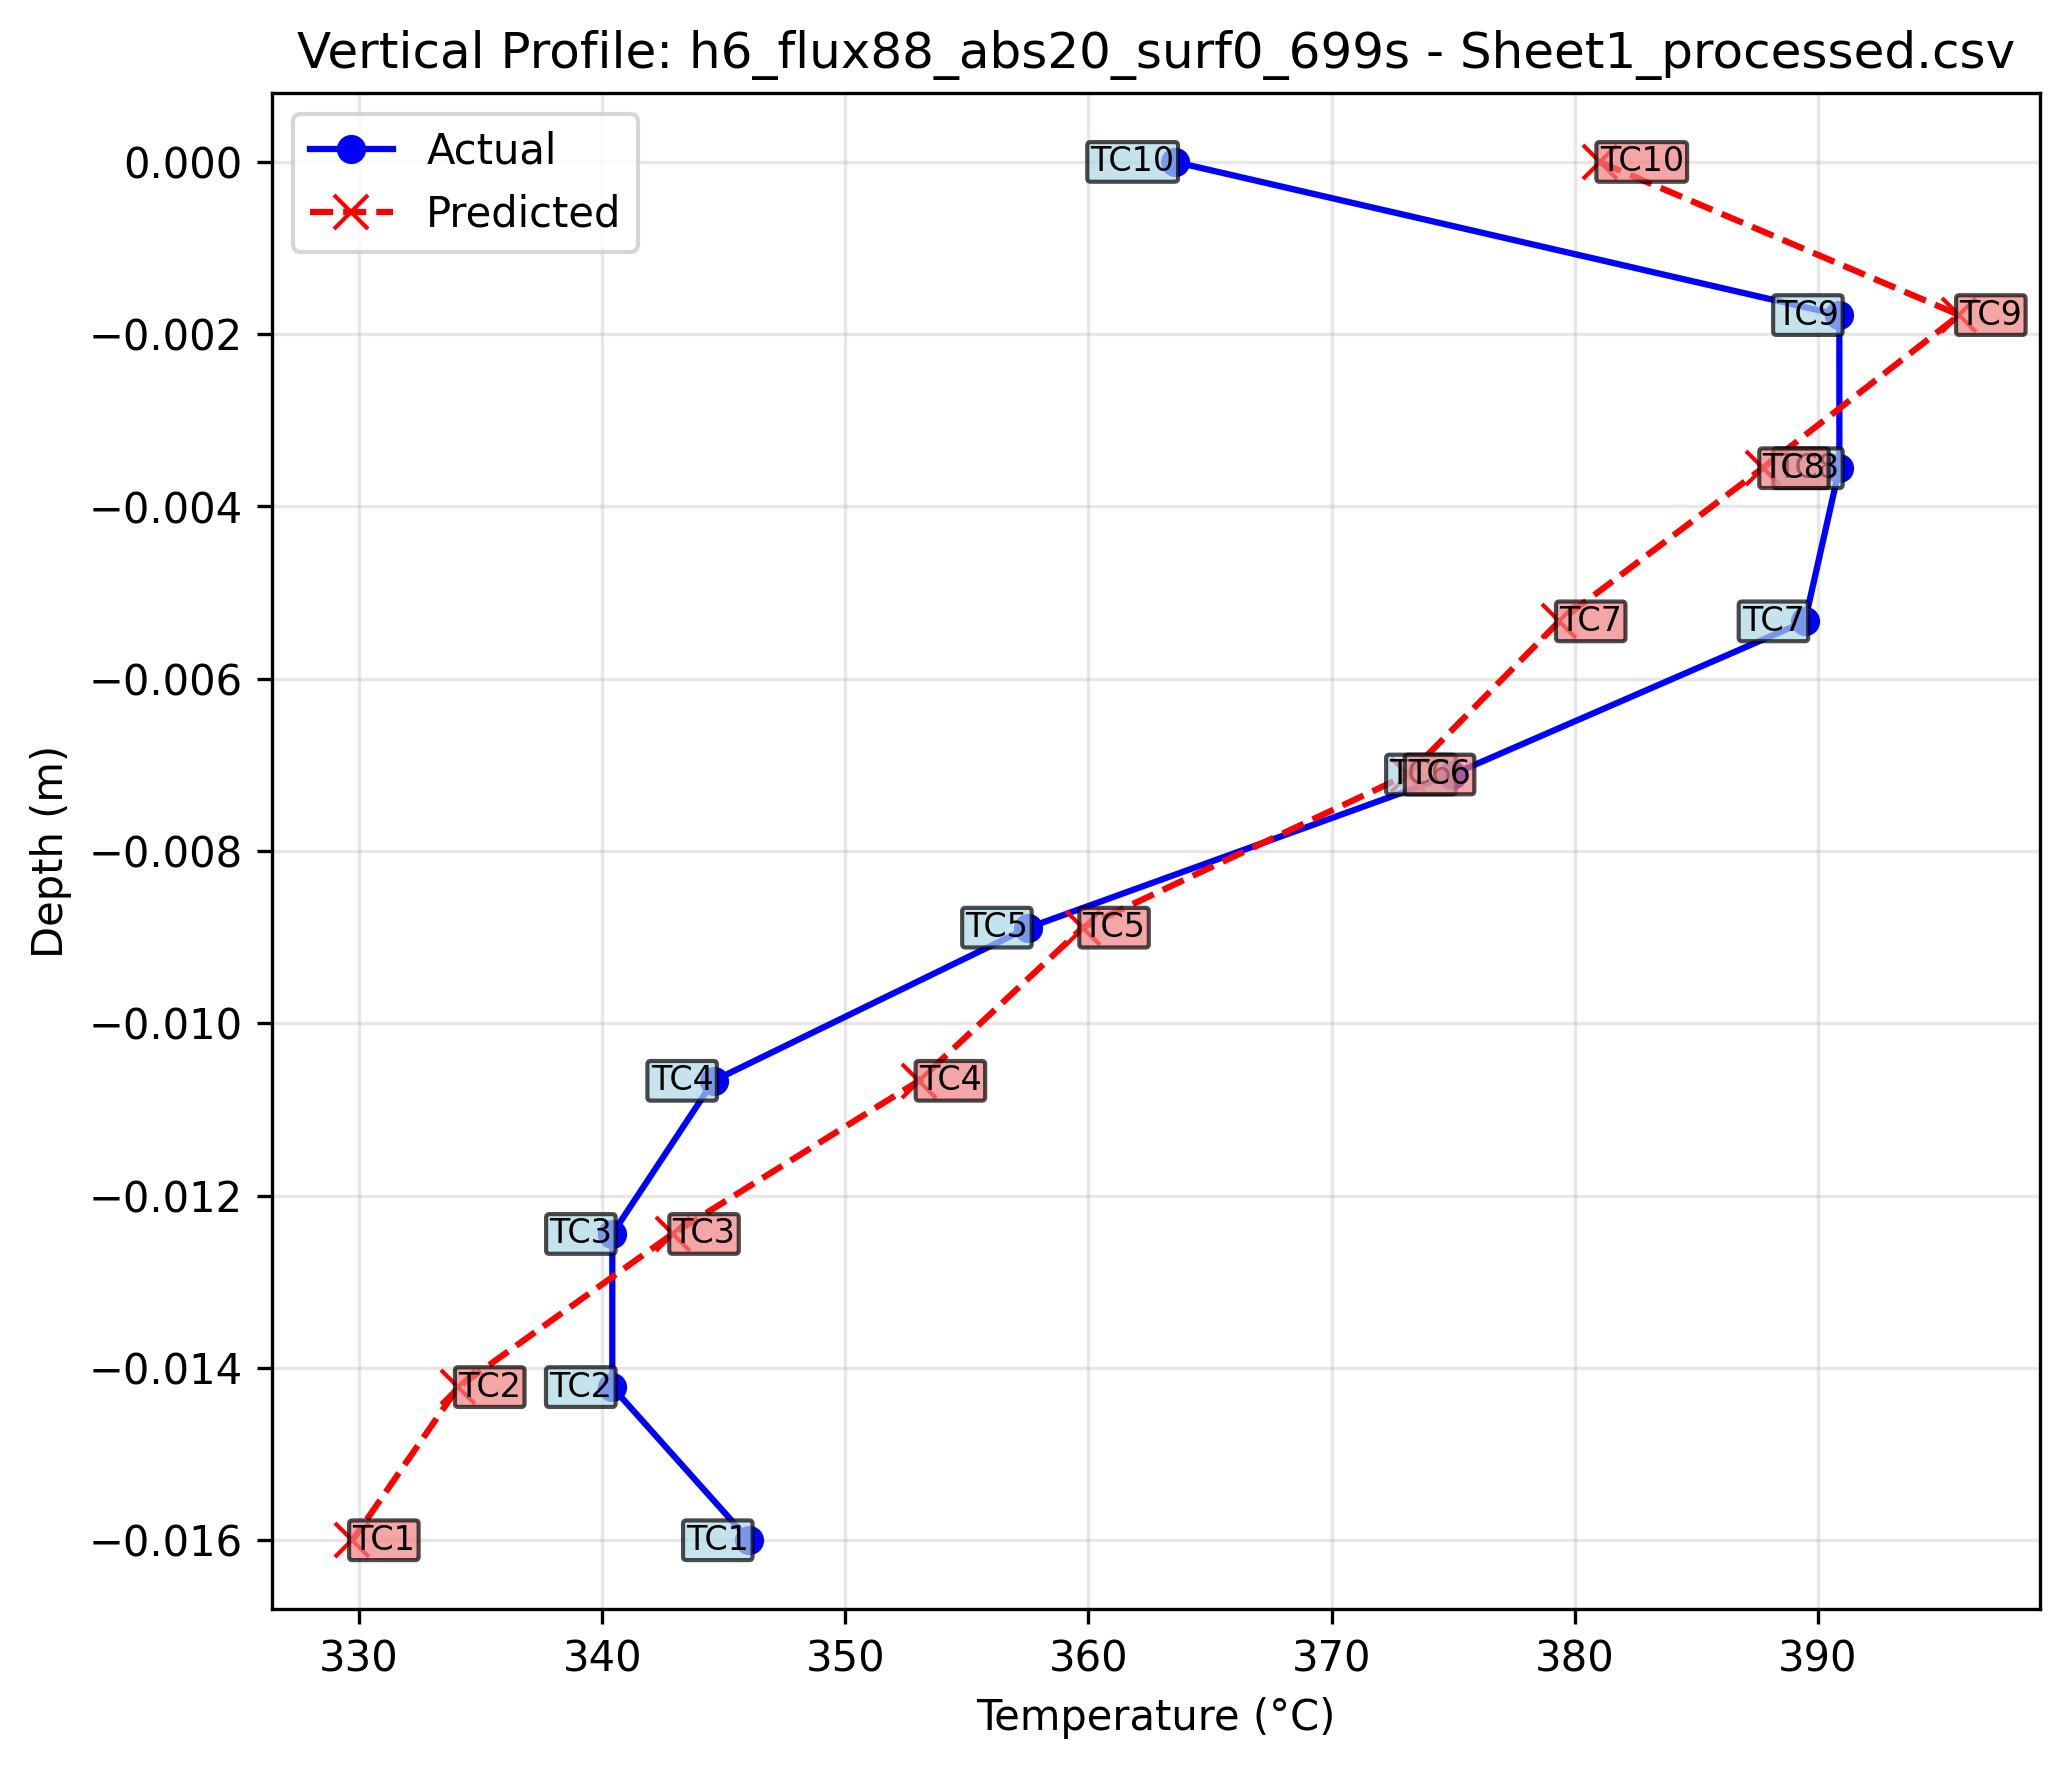 Vertical Profile: h6_flux88_abs20_surf0_699s - Sheet1_processed.csv
Actual
Predicted
0.000
−0.002
−0.004
−0.006
−0.008
−0.010
−0.012
−0.014
−0.016
Depth (m)
TC10
TC10
TC9
TC9
TC8
TC7
TC7
TC6
TC5
TC5
TC4
TC4
TC3
TC3
TC2
TC2
TC1
TC1
330
340
350
360
370
380
390
Temperature (°C)